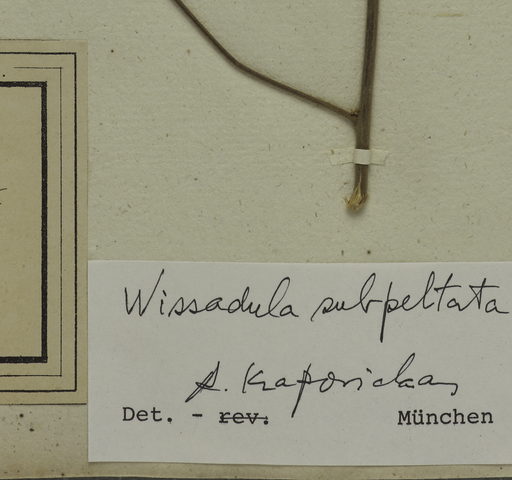 Wissadula subpeltata
A. Krapovickas
Det. - rev. München